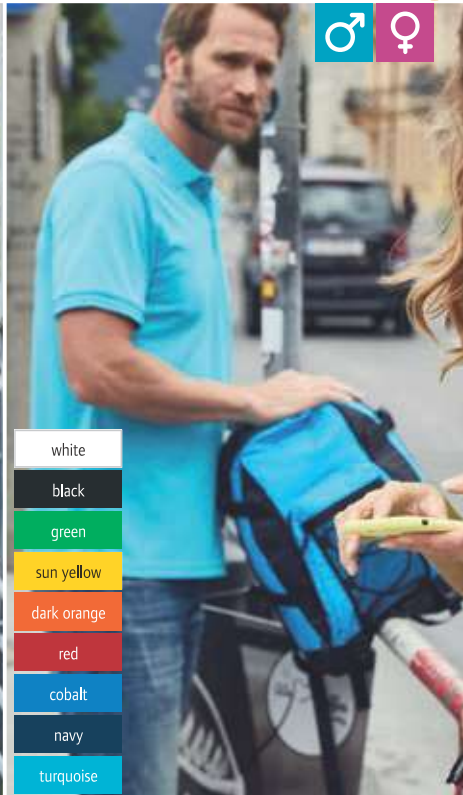 white
black
green
sun yellow
dark orange
red
cobalt
navy
turquoise